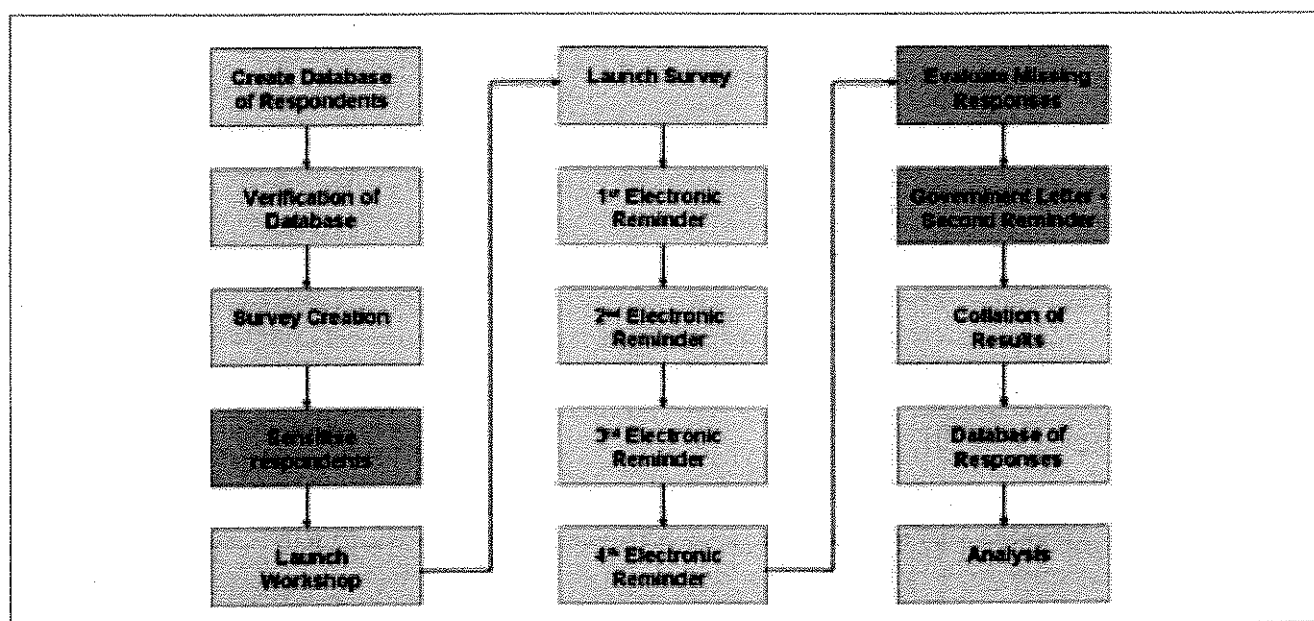 Create Database
of Respondents
Verification of
Database
Survey Creation
Sensitise
respondents
Launch
Workshop
Launch Survey
1st Electronic
Reminder
2nd Electronic
Reminder
3rd Electronic
Reminder
4th Electronic
Reminder
Evaluate Missing
Responses
Government Letter -
Second Reminder
Collation of
Results
Database of
Responses
Analysis